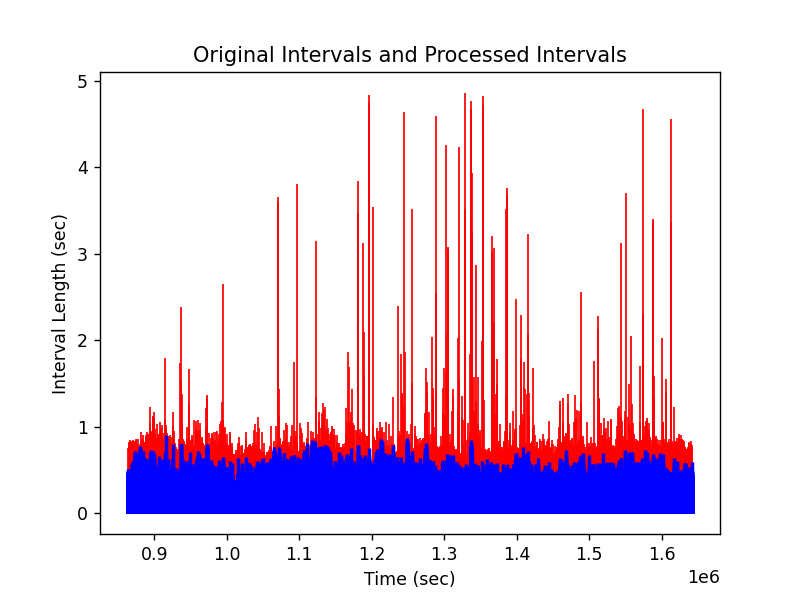 Original Intervals and Processed Intervals
Interval Length (sec)
5
4
3
2
1
0
0.9 1.0 1.1 1.2 1.3 1.4 1.5 1.6
1e6
Time (sec)